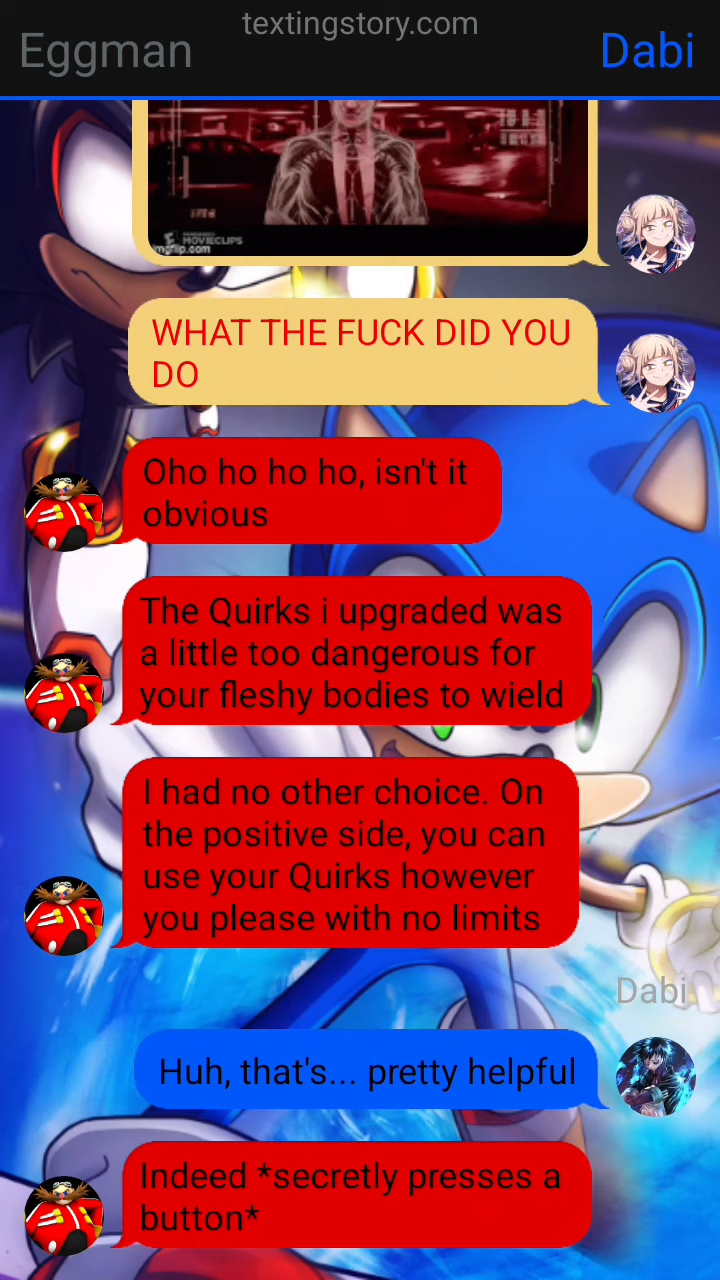 textingstory.com
Eggman
Dabi
MOVIECLIPS
imgflip.com
WHAT THE FUCK DID YOU
DO
Oho ho ho ho, isn't it
obvious
The Quirks i upgraded was
a little too dangerous for
your fleshy bodies to wield
I had no other choice. On
the positive side, you can
use your Quirks however
you please with no limits
Dabi
Huh, that's... pretty helpful
Indeed *secretly presses a
button*